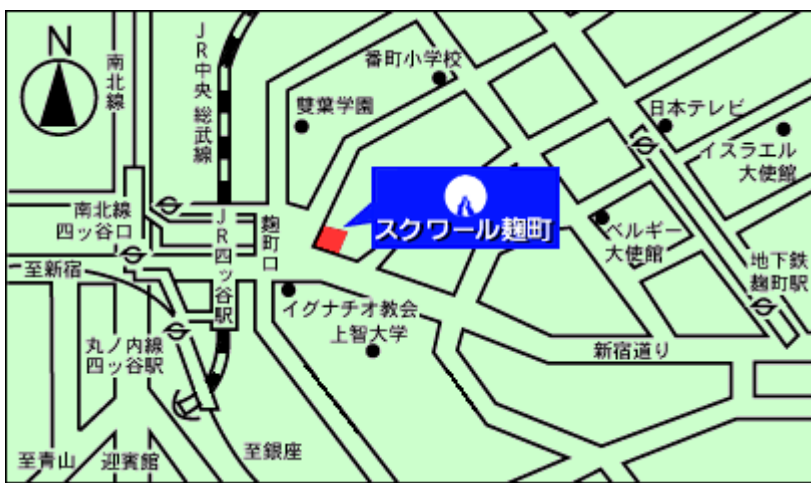 N
南北線
JR中央 総武線
番町小学校
雙葉学園
日本テレビ
イスラエル
大使館
スクワール麹町
南北線
四ッ谷口
JR四ッ谷駅
麹町口
ベルギー
大使館
地下鉄
麹町駅
至新宿
イグナチオ教会
上智大学
新宿通り
丸ノ内線
四ッ谷駅
至青山
迎賓館
至銀座